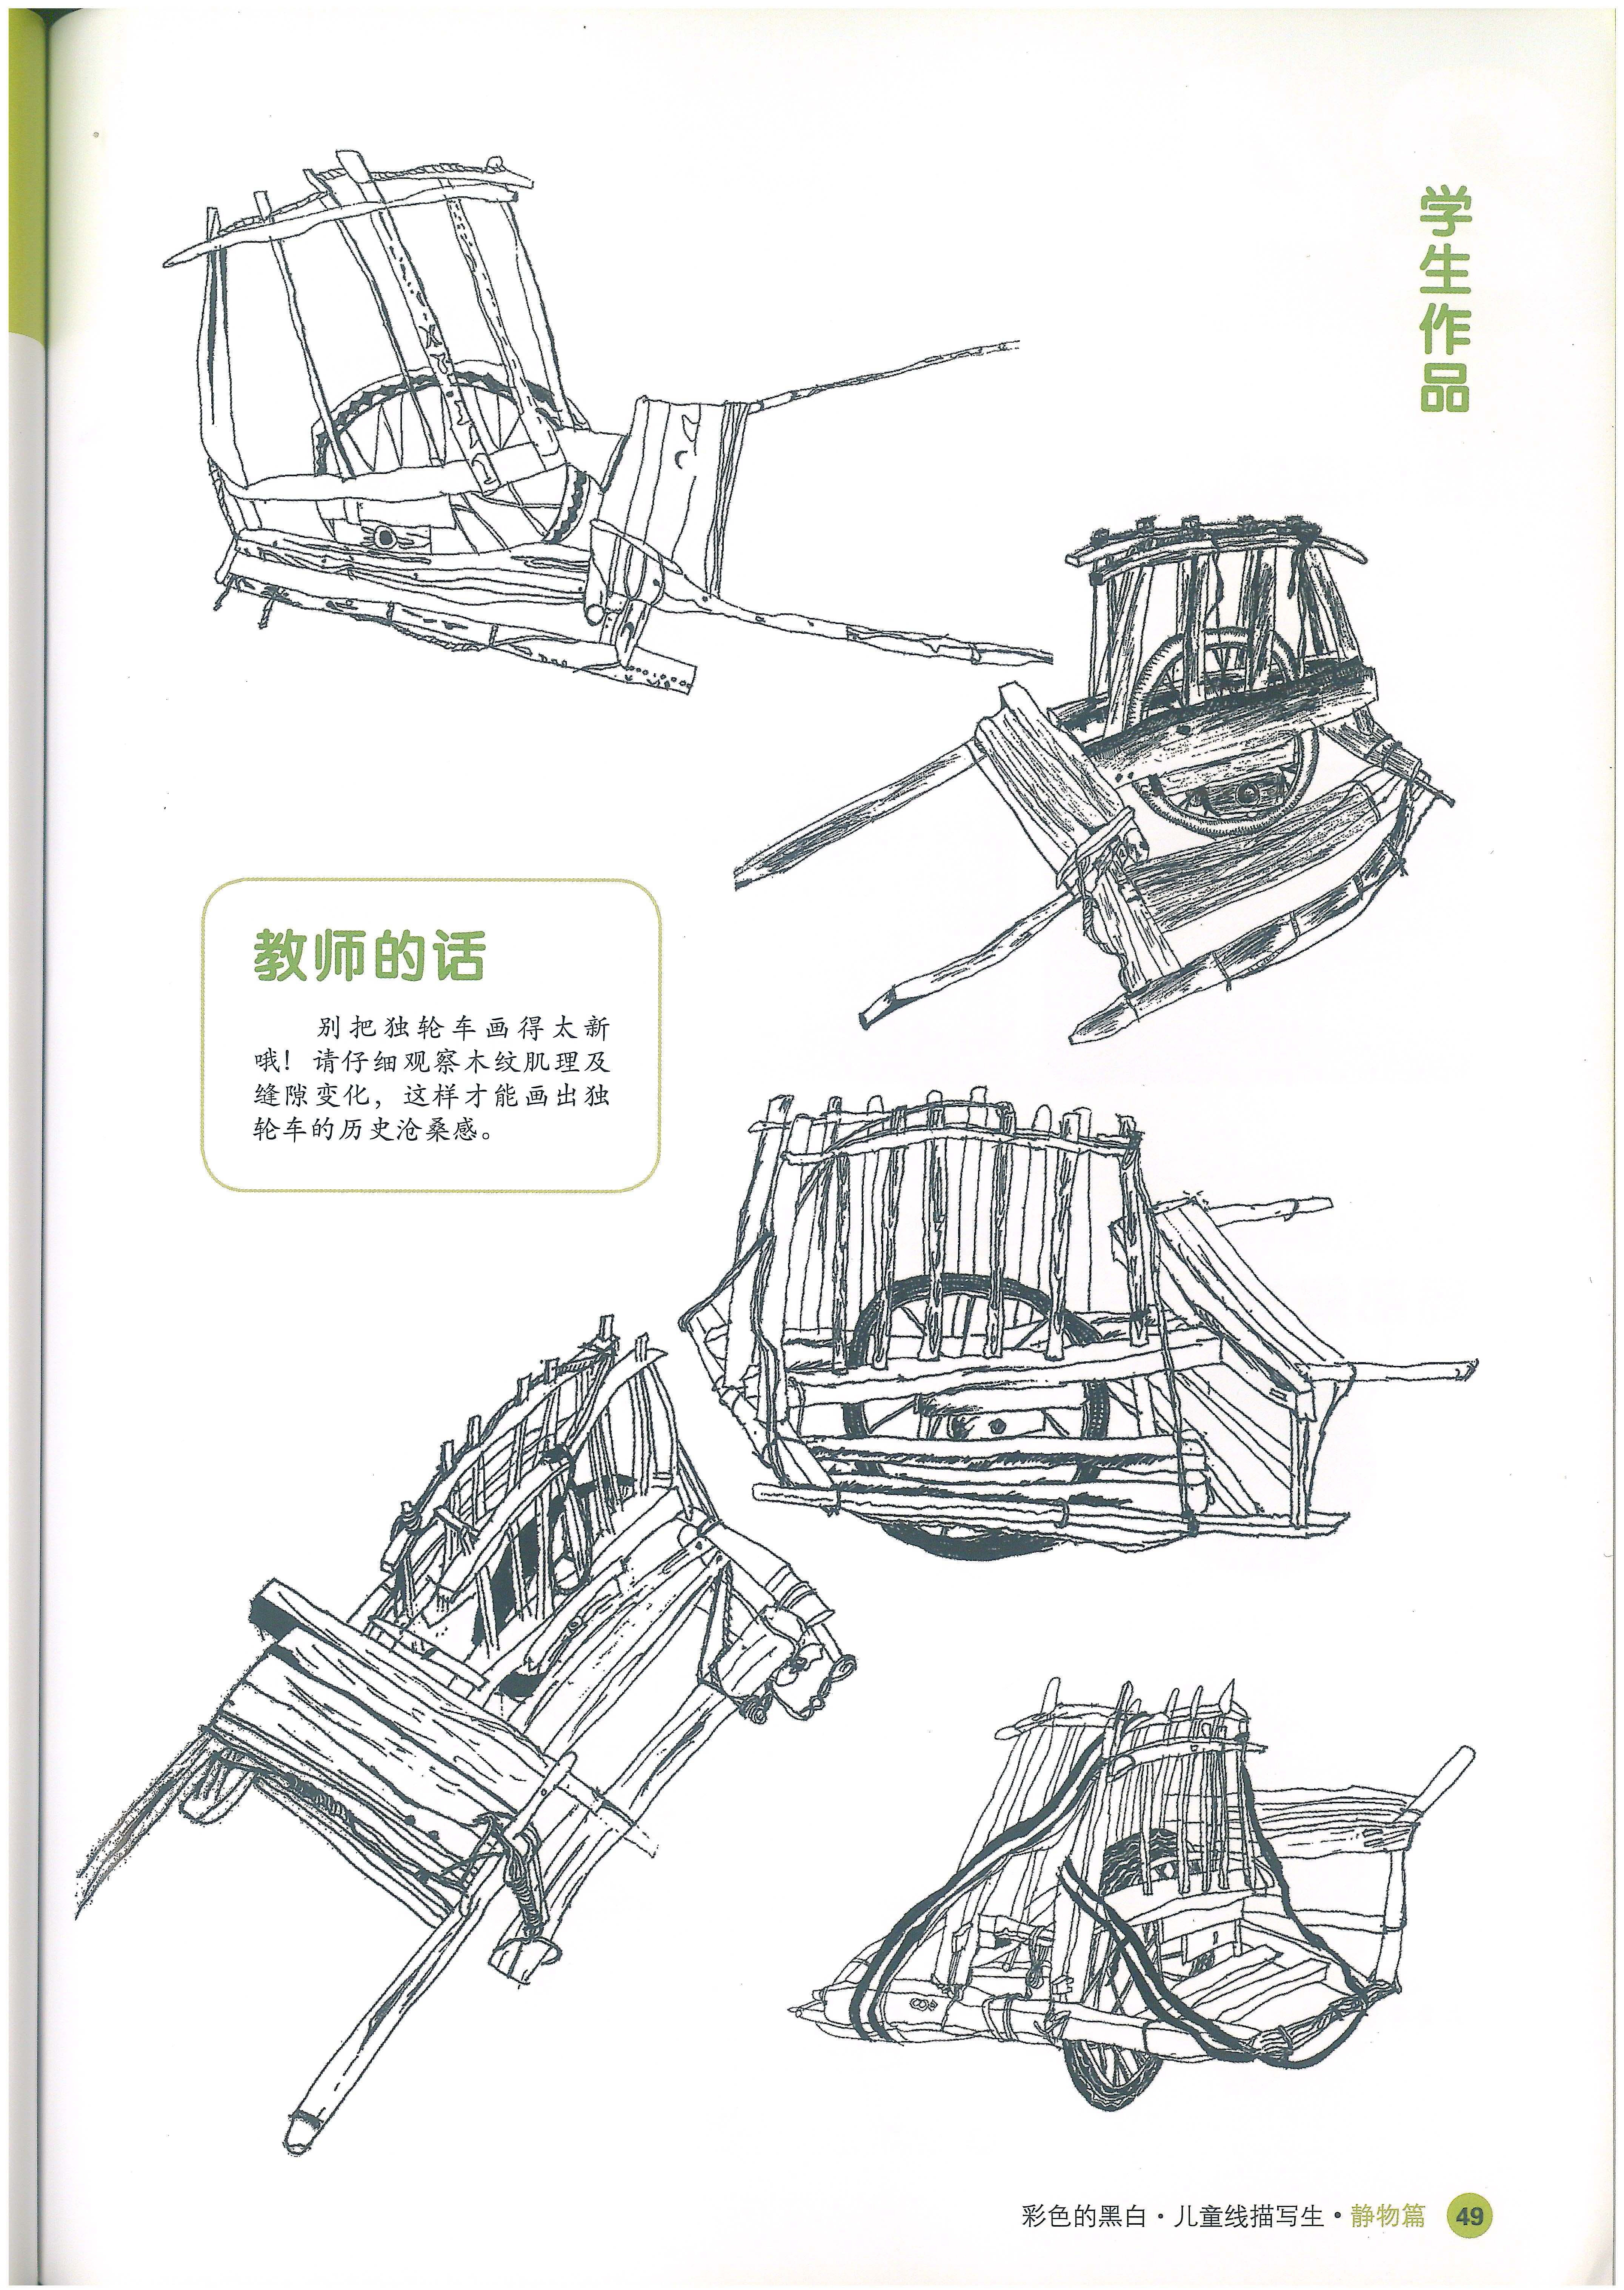 学生作品
教师的话
别把独轮车画得太新
哦！请仔细观察木纹肌理及
缝隙变化，这样才能画出独
轮车的历史沧桑感。
彩色的黑白·儿童线描写生·静物篇 49